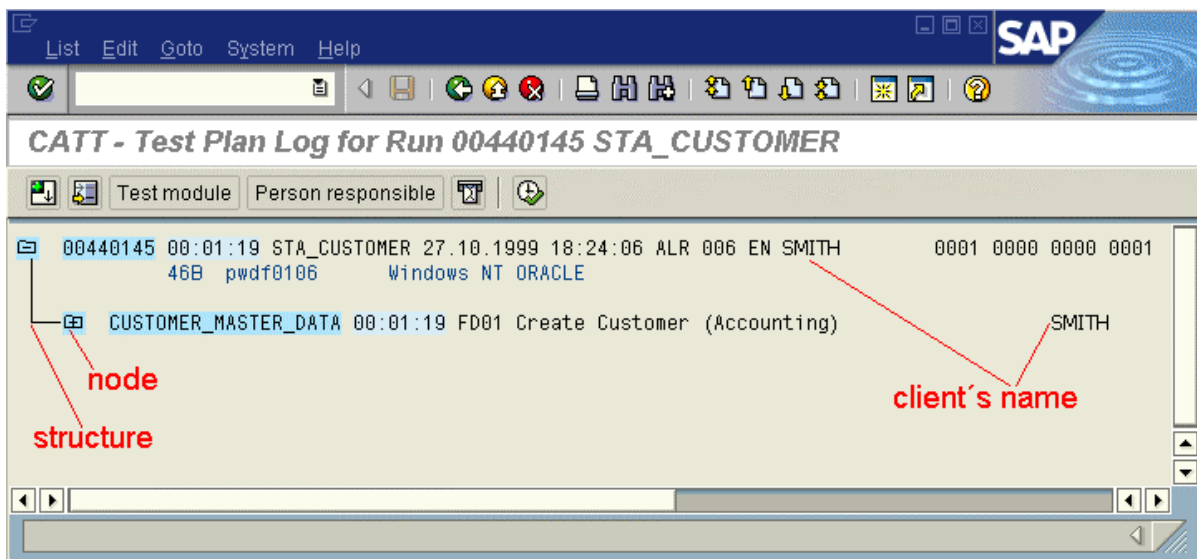 List Edit Goto System Help
SAP
CATT - Test Plan Log for Run 00440145 STA_CUSTOMER
Test module Person responsible
00440145 00:01:19 STA_CUSTOMER 27.10.1999 18:24:06 ALR 006 EN SMITH 0001 0000 0000 0001
46B pwdf0106 Windows NT ORACLE
CUSTOMER_MASTER_DATA 00:01:19 FD01 Create Customer (Accounting) SMITH
node
client´s name
structure